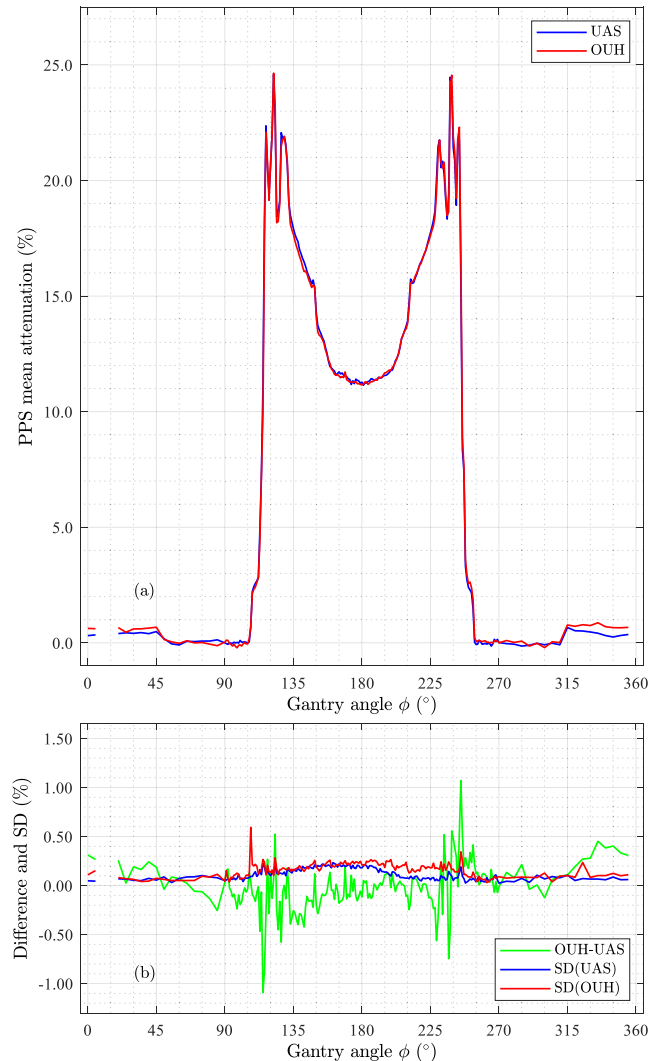 UAS
OUH
25.0
20.0
15.0
10.0
5.0
0.0
PPS mean attenuation (%)
(a)
0 45 90 135 180 225 270 315 360
Gantry angle ϕ (°)
1.50
1.00
0.50
0.00
-0.50
-1.00
Difference and SD (%)
(b)
OUH-UAS
SD(UAS)
SD(OUH)
0 45 90 135 180 225 270 315 360
Gantry angle ϕ (°)